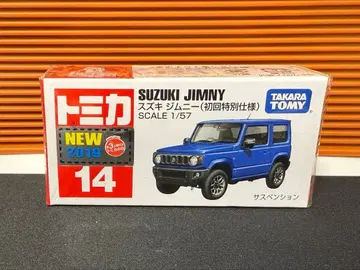 SUZUKI JIMNY
スズキ ジムニー(初回特別仕様)
SCALE 1/57
TAKARA
TOMY
トミカ
NEW
2019
14
サスペンション